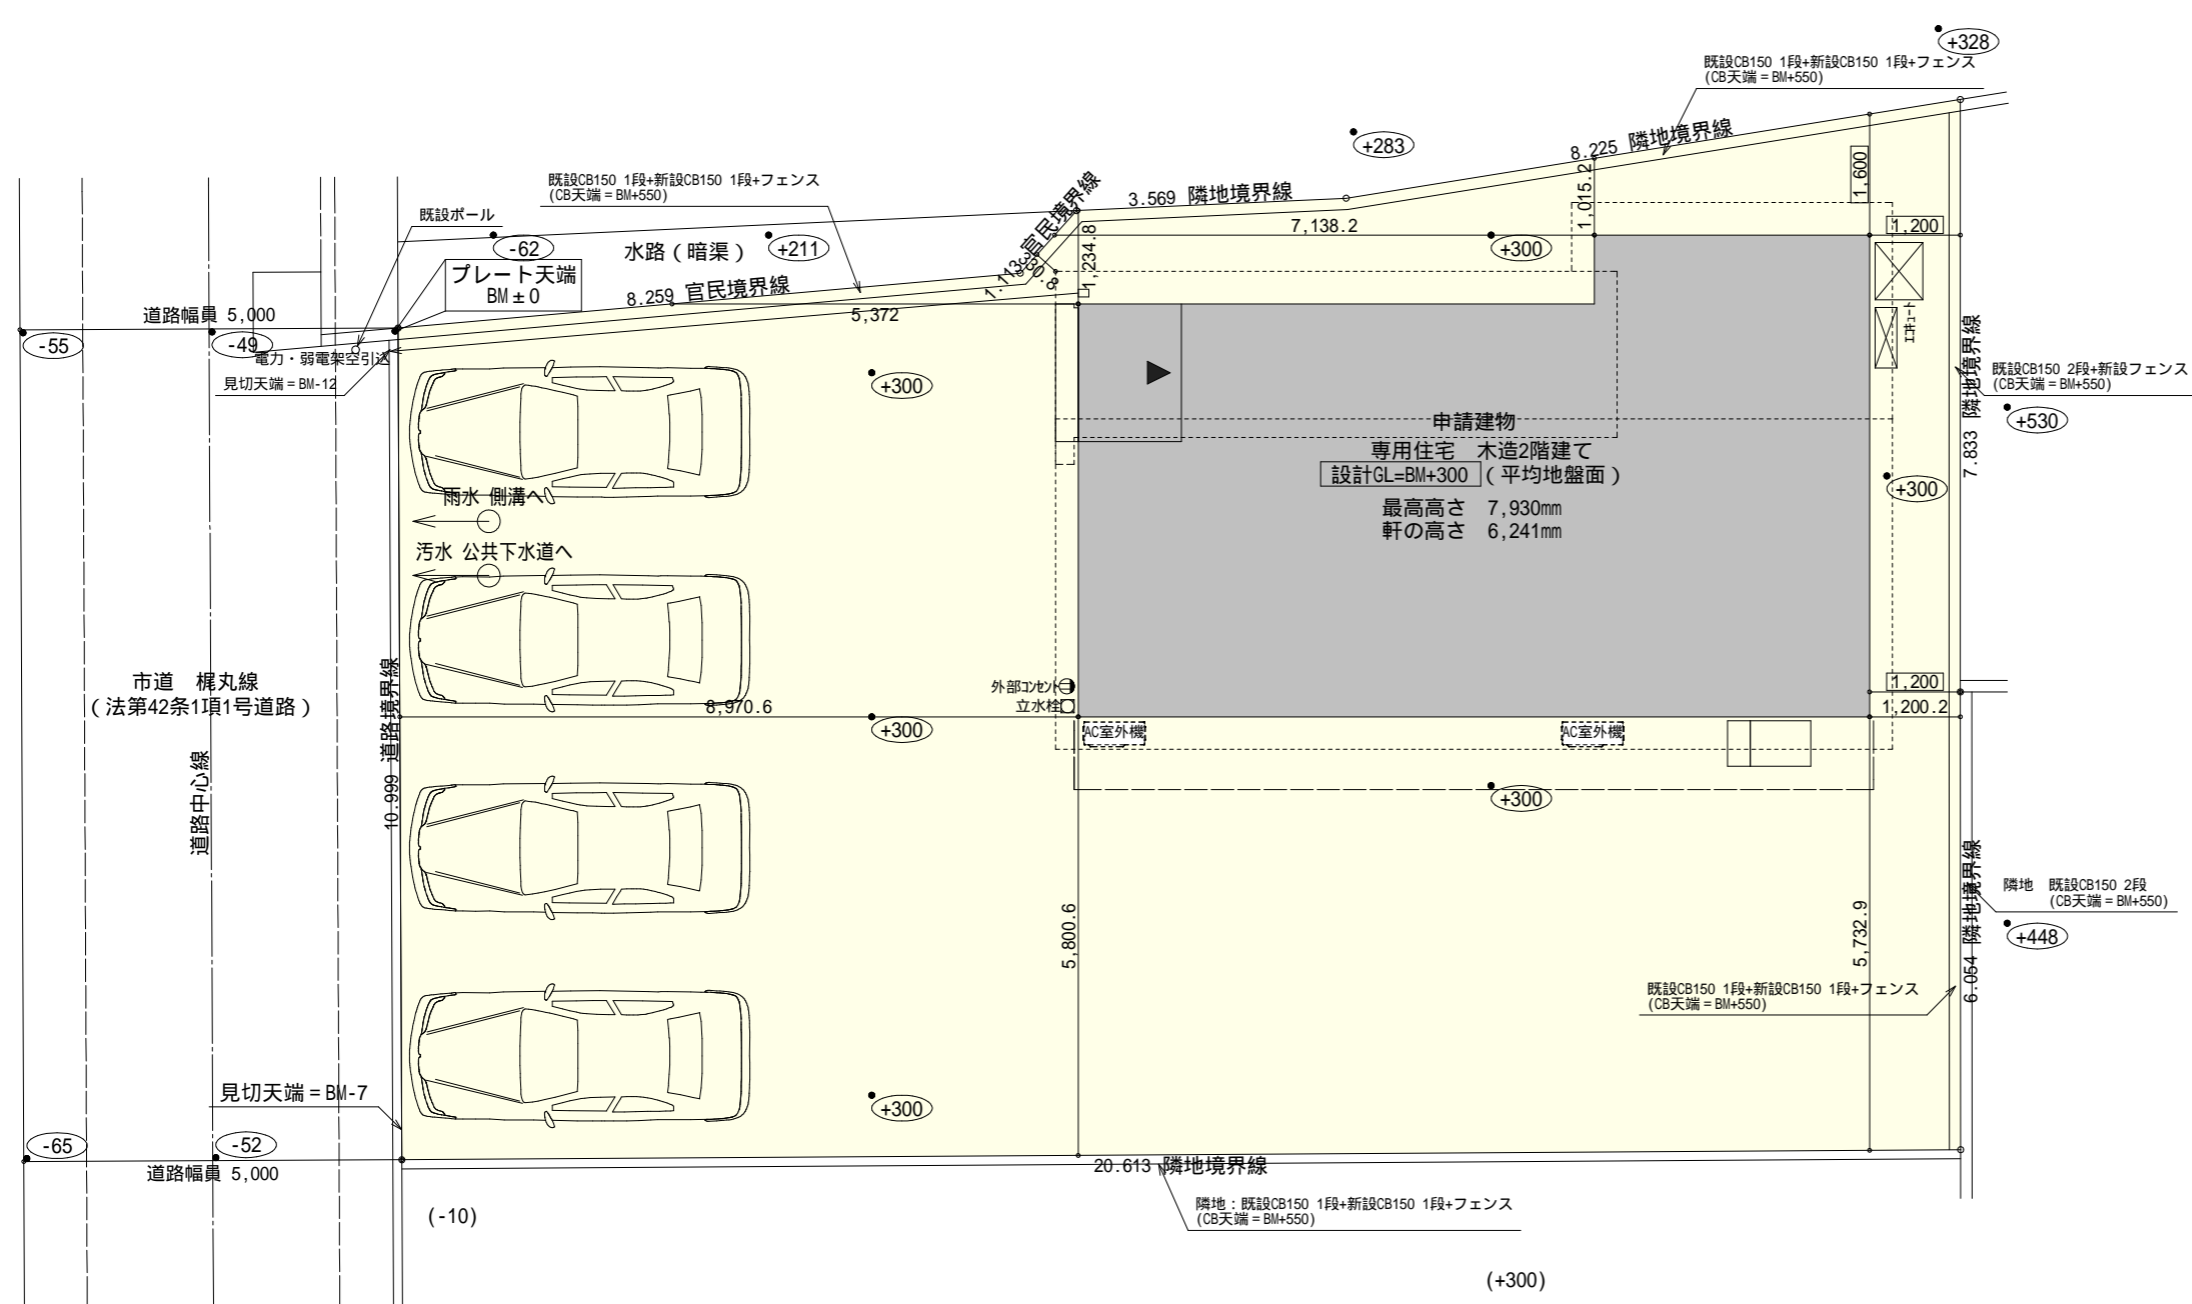 +328
既設CB150 1段+新設CB150 1段+フェンス
(CB天端=BM+550)
+283
8.225 隣地境界線
1,600
1,015.2
既設CB150 1段+新設CB150 1段+フェンス
(CB天端=BM+550)
既設ポール
3.569 隣地境界線
7,138.2
1,200
-62
水路(暗渠)
+211
1.113 官民境界線
1,234.8
+300
プレート天端
BM±0
8.259 官民境界線
5,372
道路幅員 5,000
-55
-49
電力・弱電架空引込
見切天端=BM-12
エコキュート
+300
7.833 隣地境界線
既設CB150 2段+新設フェンス
(CB天端=BM+550)
+530
申請建物
専用住宅 木造2階建て
設計GL=BM+300 (平均地盤面)
最高高さ 7,930mm
軒の高さ 6,241mm
+300
雨水 側溝へ
汚水 公共下水道へ
市道 梶丸線
(法第42条1項1号道路)
道路中心線
10.999 道路境界線
外部コンセント
立水栓
8,970.6
+300
AC室外機
AC室外機
1,200
1,200.2
+300
5,800.6
5,732.9
隣地 既設CB150 2段
(CB天端=BM+550)
+448
6.054 隣地境界線
既設CB150 1段+新設CB150 1段+フェンス
(CB天端=BM+550)
見切天端=BM-7
+300
-65
-52
道路幅員 5,000
20.613 隣地境界線
隣地:既設CB150 1段+新設CB150 1段+フェンス
(CB天端=BM+550)
(-10)
(+300)